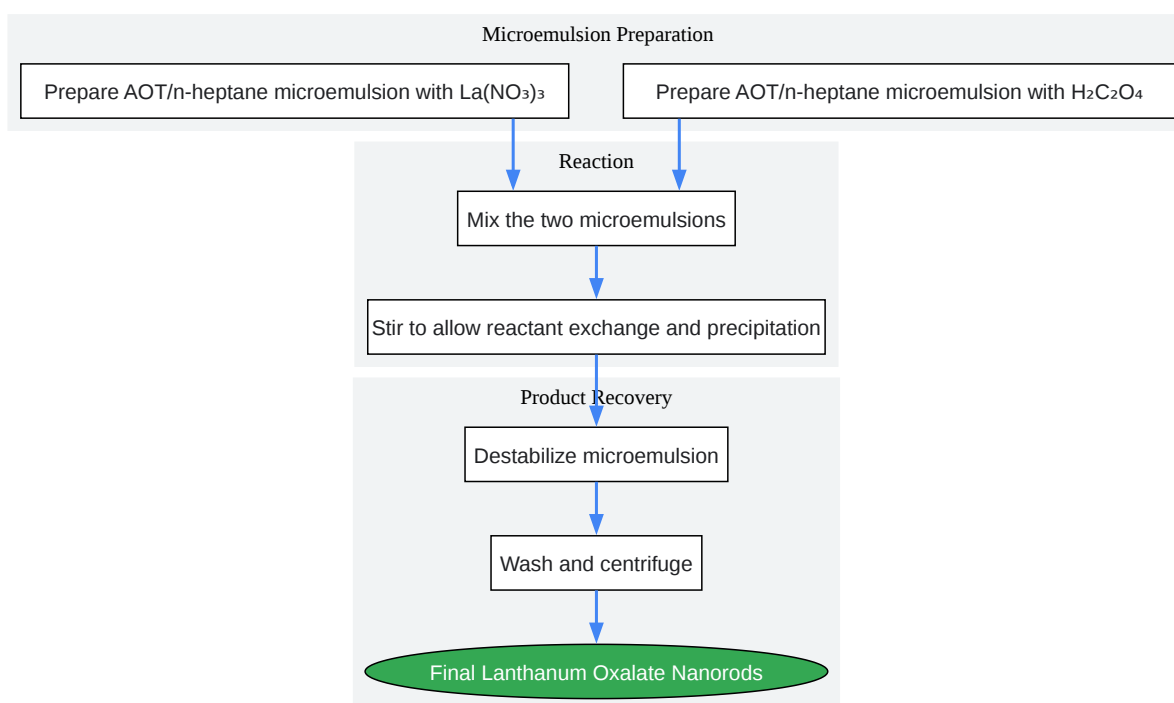 Microemulsion Preparation
Prepare AOT/n-heptane microemulsion with La(NO₃)₃
Prepare AOT/n-heptane microemulsion with H₂C₂O₄
Reaction
Mix the two microemulsions
Stir to allow reactant exchange and precipitation
Product Recovery
Destabilize microemulsion
Wash and centrifuge
Final Lanthanum Oxalate Nanorods